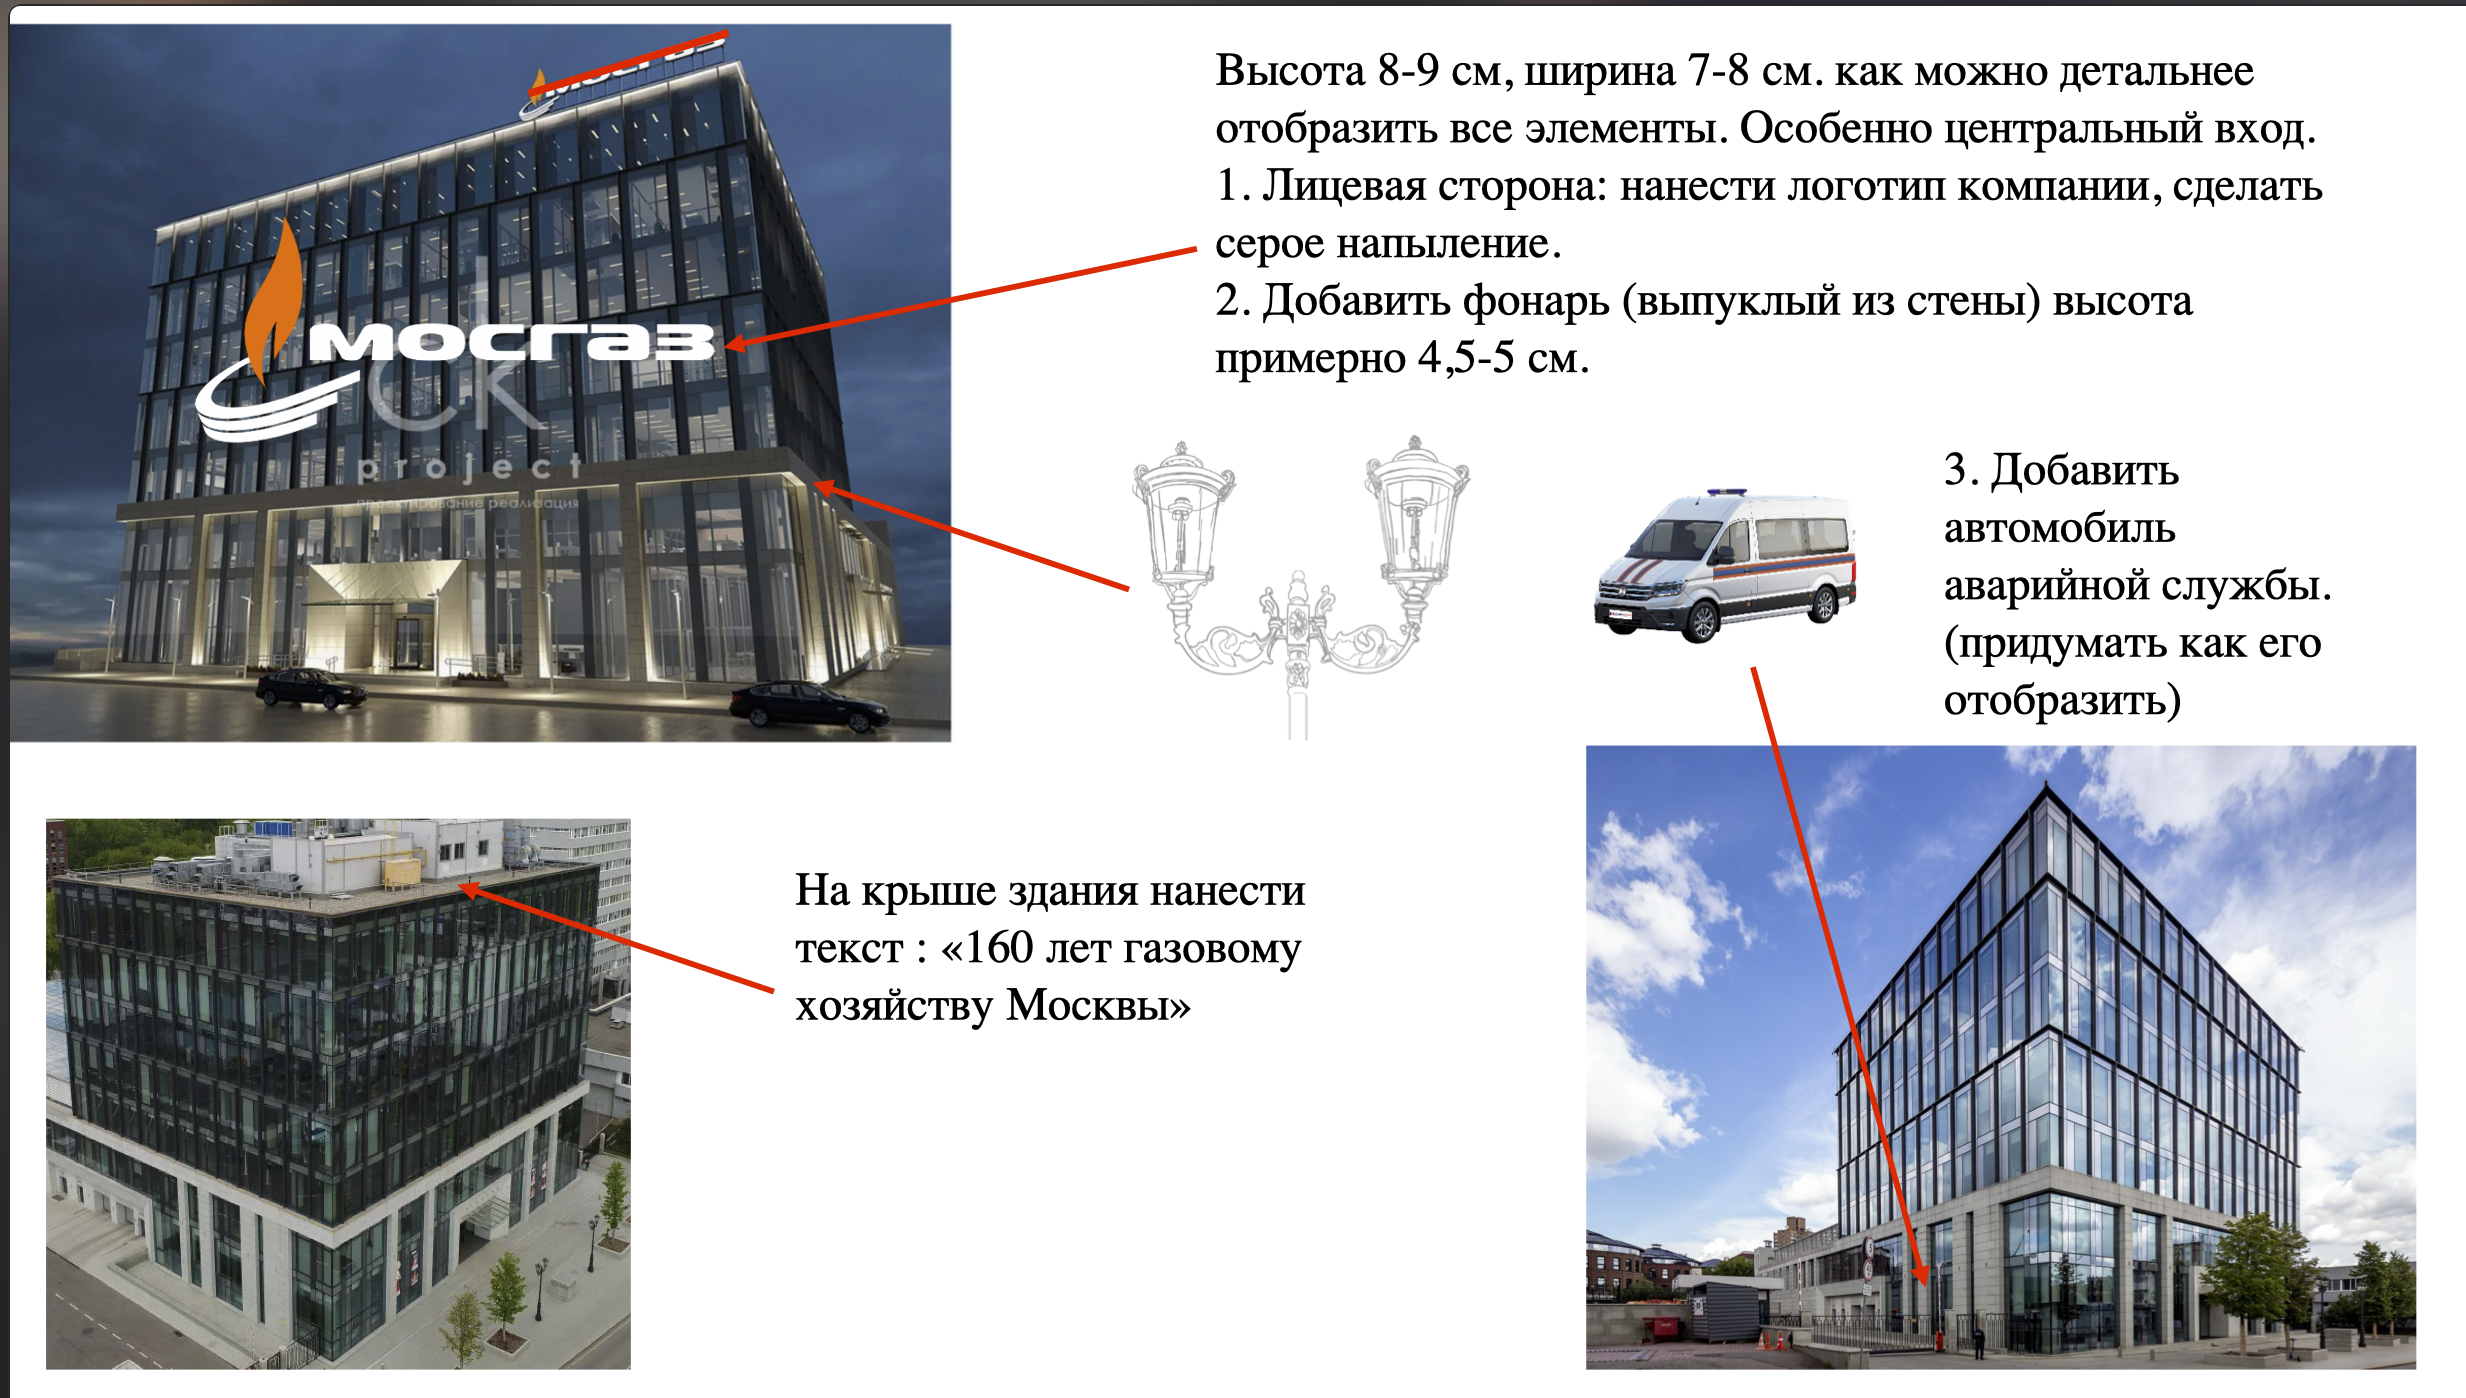 мосгаз
ck
project
проектирование реализация
Высота 8-9 см, ширина 7-8 см. как можно детальнее
отобразить все элементы. Особенно центральный вход.
1. Лицевая сторона: нанести логотип компании, сделать
серое напыление.
2. Добавить фонарь (выпуклый из стены) высота
примерно 4,5-5 см.
3. Добавить
автомобиль
аварийной службы.
(придумать как его
отобразить)
На крыше здания нанести
текст : «160 лет газовому
хозяйству Москвы»